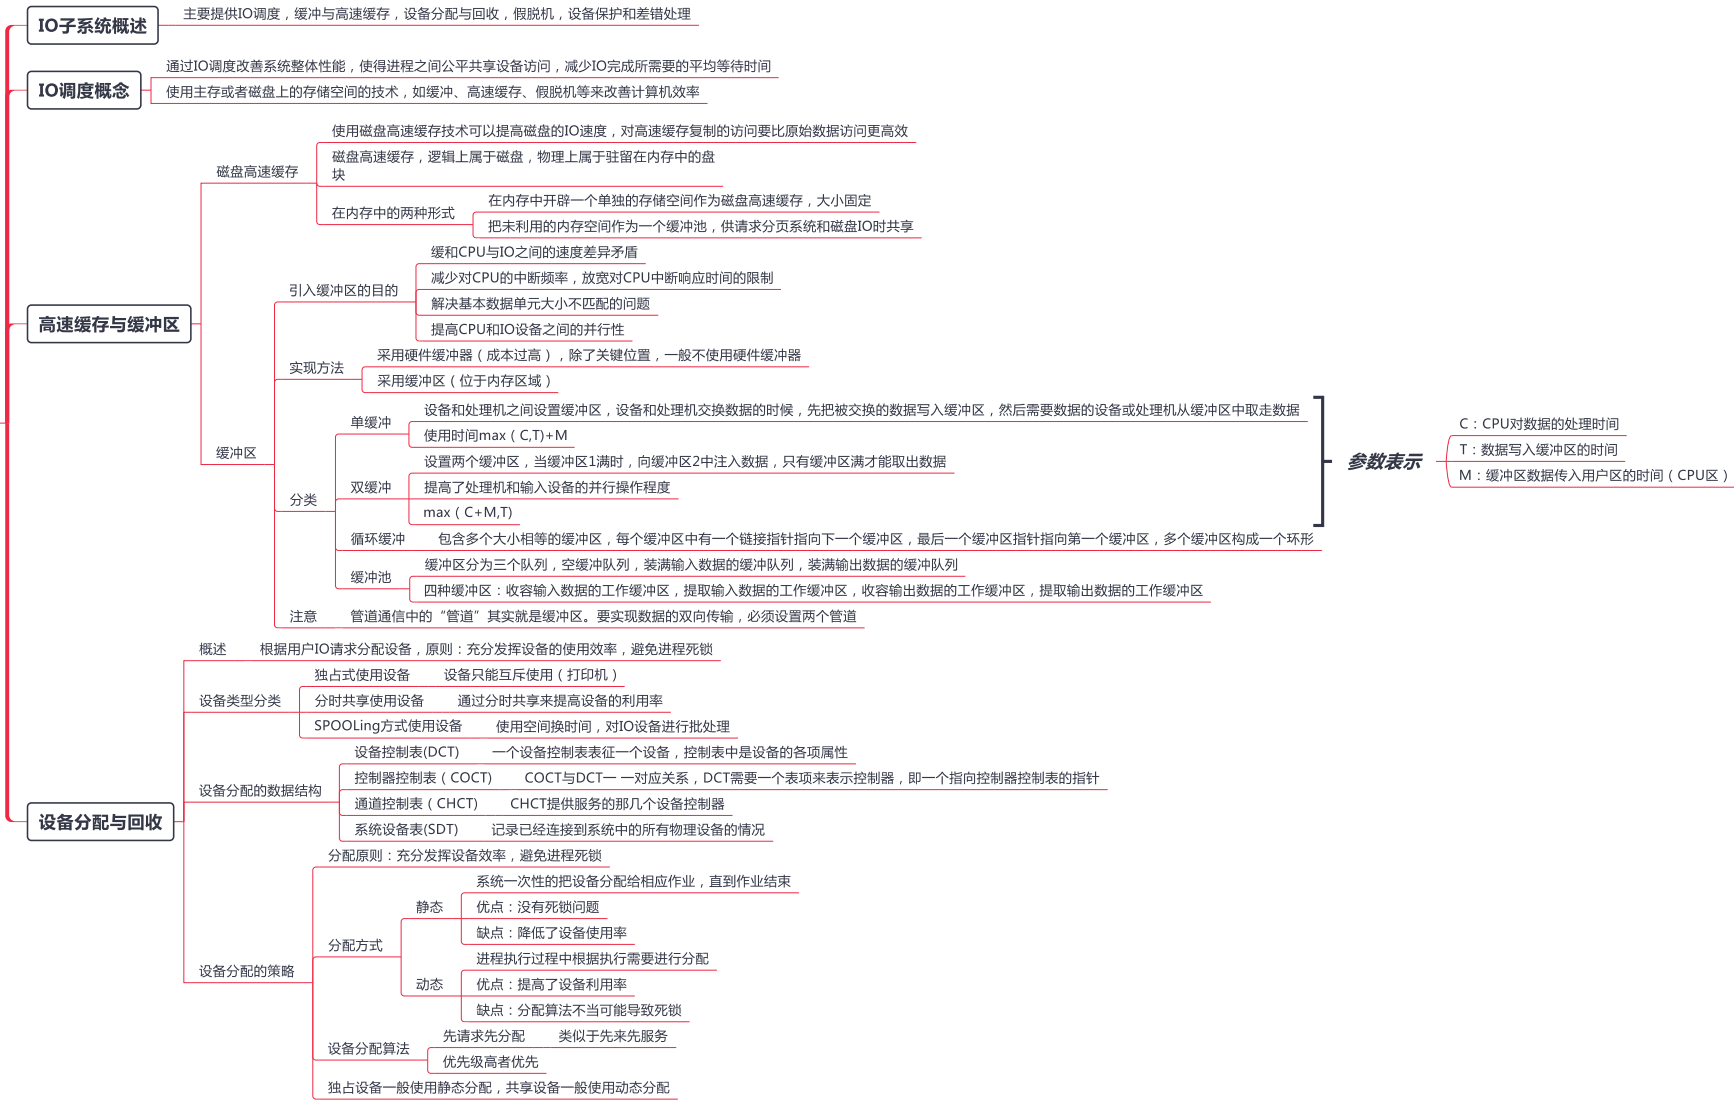 IO子系统概述
主要提供IO调度，缓冲与高速缓存，设备分配与回收，假脱机，设备保护和差错处理
IO调度概念
通过IO调度改善系统整体性能，使得进程之间公平共享设备访问，减少IO完成所需要的平均等待时间
使用主存或者磁盘上的存储空间的技术，如缓冲、高速缓存、假脱机等来改善计算机效率
高速缓存与缓冲区
磁盘高速缓存
使用磁盘高速缓存技术可以提高磁盘的IO速度，对高速缓存复制的访问要比原始数据访问更高效
磁盘高速缓存，逻辑上属于磁盘，物理上属于驻留在内存中的盘
块
在内存中的两种形式
在内存中开辟一个单独的存储空间作为磁盘高速缓存，大小固定
把未利用的内存空间作为一个缓冲池，供请求分页系统和磁盘IO时共享
缓冲区
引入缓冲区的目的
缓和CPU与IO之间的速度差异矛盾
减少对CPU的中断频率，放宽对CPU中断响应时间的限制
解决基本数据单元大小不匹配的问题
提高CPU和IO设备之间的并行性
实现方法
采用硬件缓冲器（成本过高），除了关键位置，一般不使用硬件缓冲器
采用缓冲区（位于内存区域）
分类
单缓冲
设备和处理机之间设置缓冲区，设备和处理机交换数据的时候，先把被交换的数据写入缓冲区，然后需要数据的设备或处理机从缓冲区中取走数据
使用时间max（C,T)+M
双缓冲
设置两个缓冲区，当缓冲区1满时，向缓冲区2中注入数据，只有缓冲区满才能取出数据
提高了处理机和输入设备的并行操作程度
max（C+M,T)
循环缓冲
包含多个大小相等的缓冲区，每个缓冲区中有一个链接指针指向下一个缓冲区，最后一个缓冲区指针指向第一个缓冲区，多个缓冲区构成一个环形
缓冲池
缓冲区分为三个队列，空缓冲队列，装满输入数据的缓冲队列，装满输出数据的缓冲队列
四种缓冲区：收容输入数据的工作缓冲区，提取输入数据的工作缓冲区，收容输出数据的工作缓冲区，提取输出数据的工作缓冲区
参数表示
C：CPU对数据的处理时间
T：数据写入缓冲区的时间
M：缓冲区数据传入用户区的时间（CPU区）
注意
管道通信中的“管道”其实就是缓冲区。要实现数据的双向传输，必须设置两个管道
设备分配与回收
概述
根据用户IO请求分配设备，原则：充分发挥设备的使用效率，避免进程死锁
设备类型分类
独占式使用设备
设备只能互斥使用（打印机）
分时共享使用设备
通过分时共享来提高设备的利用率
SPOOLing方式使用设备
使用空间换时间，对IO设备进行批处理
设备分配的数据结构
设备控制表(DCT)
一个设备控制表表征一个设备，控制表中是设备的各项属性
控制器控制表（COCT)
COCT与DCT一 一对应关系，DCT需要一个表项来表示控制器，即一个指向控制器控制表的指针
通道控制表（CHCT)
CHCT提供服务的那几个设备控制器
系统设备表(SDT)
记录已经连接到系统中的所有物理设备的情况
设备分配的策略
分配原则：充分发挥设备效率，避免进程死锁
分配方式
静态
系统一次性的把设备分配给相应作业，直到作业结束
优点：没有死锁问题
缺点：降低了设备使用率
动态
进程执行过程中根据执行需要进行分配
优点：提高了设备利用率
缺点：分配算法不当可能导致死锁
设备分配算法
先请求先分配
类似于先来先服务
优先级高者优先
独占设备一般使用静态分配，共享设备一般使用动态分配